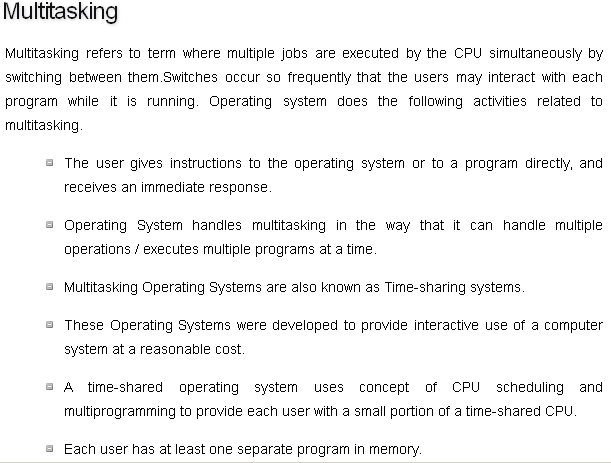 Multitasking
Multitasking refers to term where multiple jobs are executed by the CPU simultaneously by
switching between them.Switches occur so frequently that the users may interact with each
program while it is running. Operating system does the following activities related to
multitasking.
The user gives instructions to the operating system or to a program directly, and
receives an immediate response.
Operating System handles multitasking in the way that it can handle multiple
operations / executes multiple programs at a time.
Multitasking Operating Systems are also known as Time-sharing systems.
These Operating Systems were developed to provide interactive use of a computer
system at a reasonable cost.
A time-shared operating system uses concept of CPU scheduling and
multiprogramming to provide each user with a small portion of a time-shared CPU.
Each user has at least one separate program in memory.